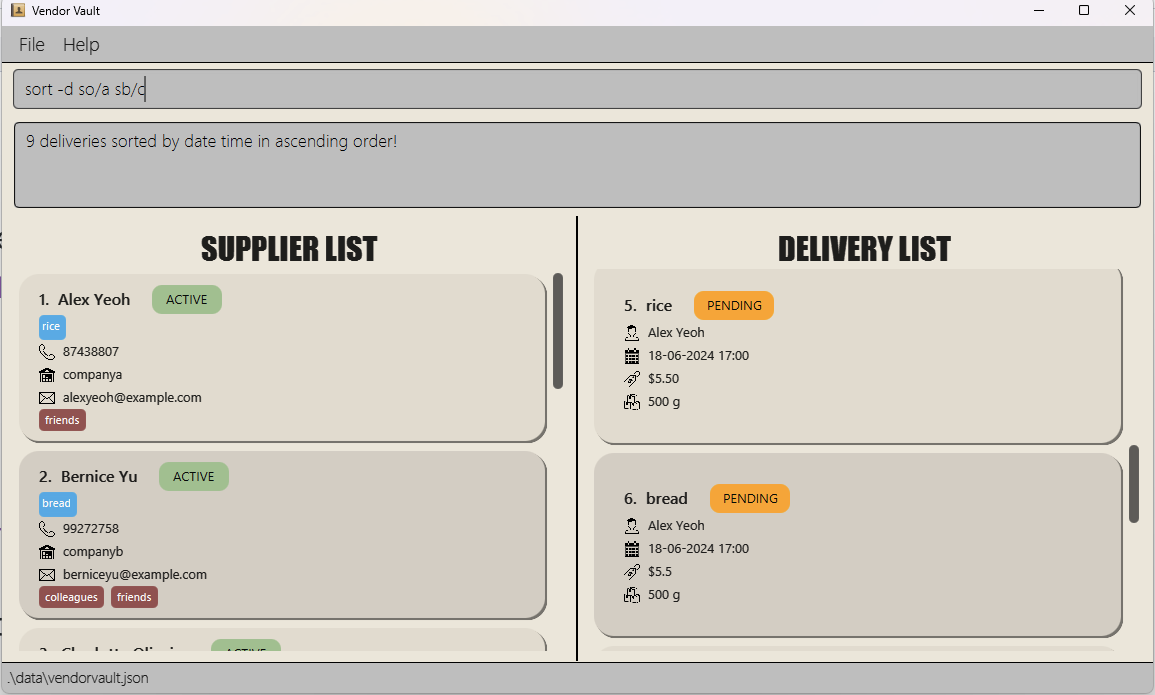 Vendor Vault
File Help
sort -d so/a sb/c
9 deliveries sorted by date time in ascending order!
SUPPLIER LIST
1. Alex Yeoh ACTIVE
rice
87438807
companya
alexyeoh@example.com
friends
2. Bernice Yu ACTIVE
bread
99272758
companyb
berniceyu@example.com
colleagues friends
DELIVERY LIST
5. rice PENDING
Alex Yeoh
18-06-2024 17:00
$5.50
500 g
6. bread PENDING
Alex Yeoh
18-06-2024 17:00
$5.5
500 g
.\data\vendorvault.json